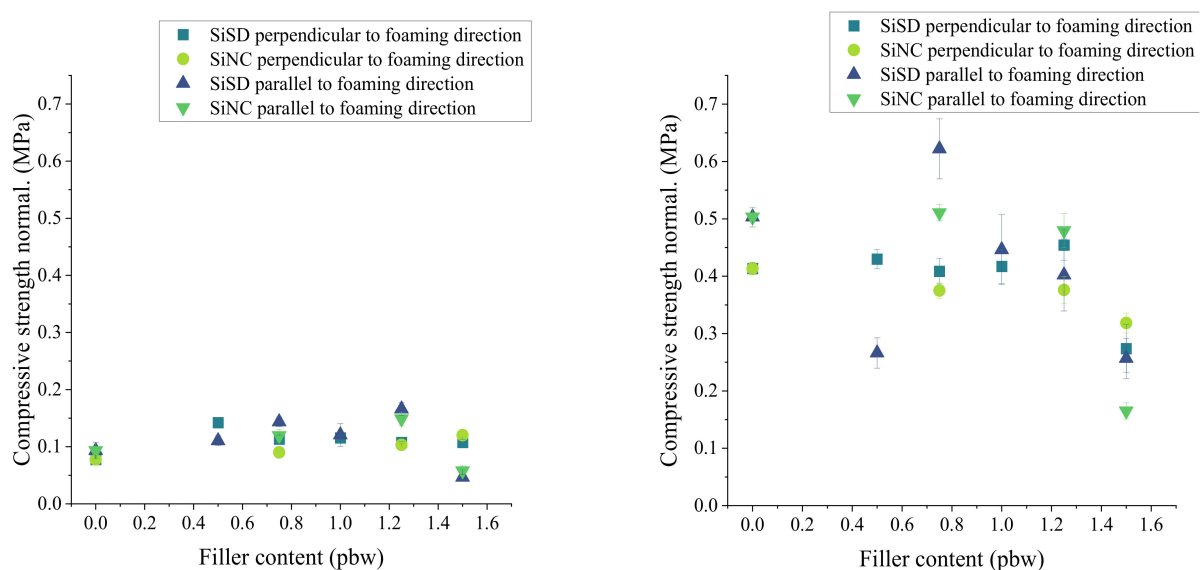 SiSD perpendicular to foaming direction
SiNC perpendicular to foaming direction
SiSD parallel to foaming direction
SiNC parallel to foaming direction
Compressive strength normal. (MPa)
0.7
0.6
0.5
0.4
0.3
0.2
0.1
0.0
0.0 0.2 0.4 0.6 0.8 1.0 1.2 1.4 1.6
Filler content (pbw)
SiSD perpendicular to foaming direction
SiNC perpendicular to foaming direction
SiSD parallel to foaming direction
SiNC parallel to foaming direction
Compressive strength normal. (MPa)
0.7
0.6
0.5
0.4
0.3
0.2
0.1
0.0
0.0 0.2 0.4 0.6 0.8 1.0 1.2 1.4 1.6
Filler content (pbw)